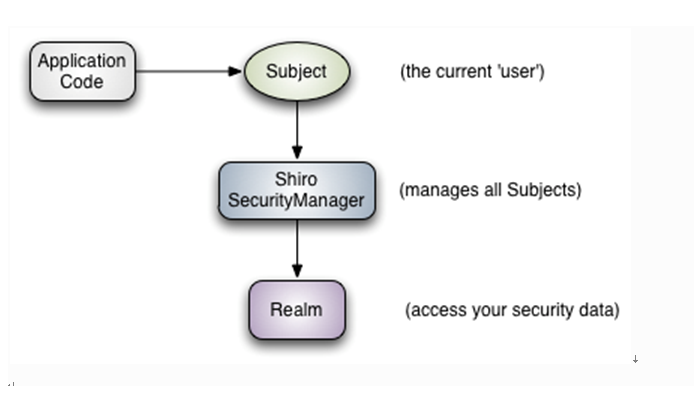 Application
Code
Subject
(the current 'user')
Shiro
SecurityManager
(manages all Subjects)
Realm
(access your security data)